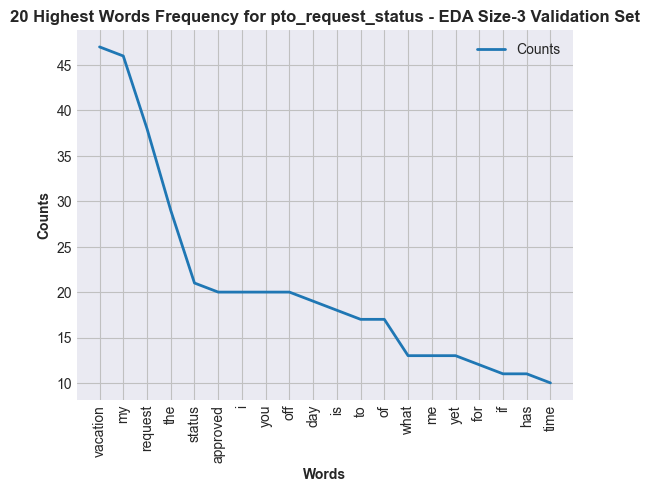 20 Highest Words Frequency for pto_request_status - EDA Size-3 Validation Set
Counts
45
40
35
30
25
20
15
10
Counts
vacation
my
request
the
status
approved
i
you
off
day
is
to
of
what
me
yet
for
if
has
time
Words